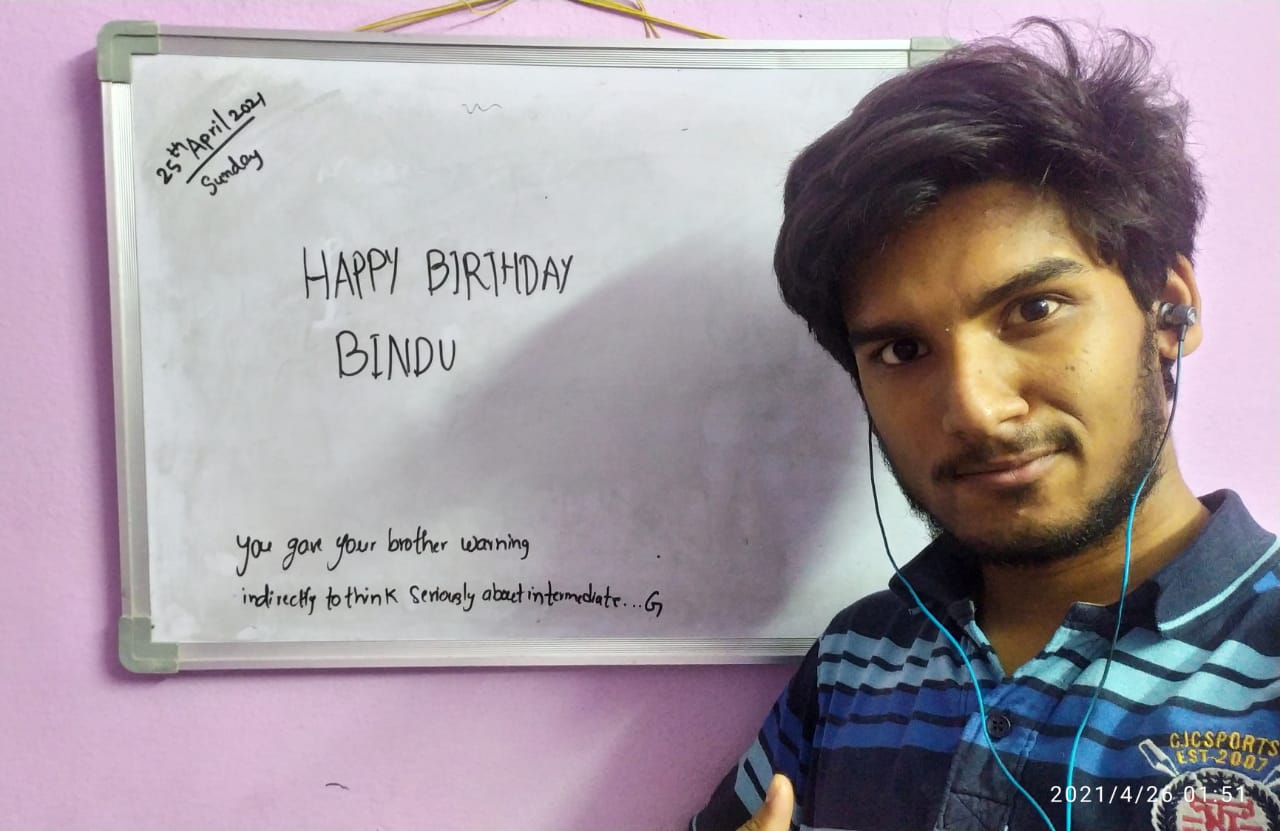 25th April 2021
Sunday
HAPPY BIRTHDAY
BINDU
You gave your brother warning
indirectly to think Seriously about intermediate...G
C.JCSPORTS
EST-2007
2021/4/26 01:51